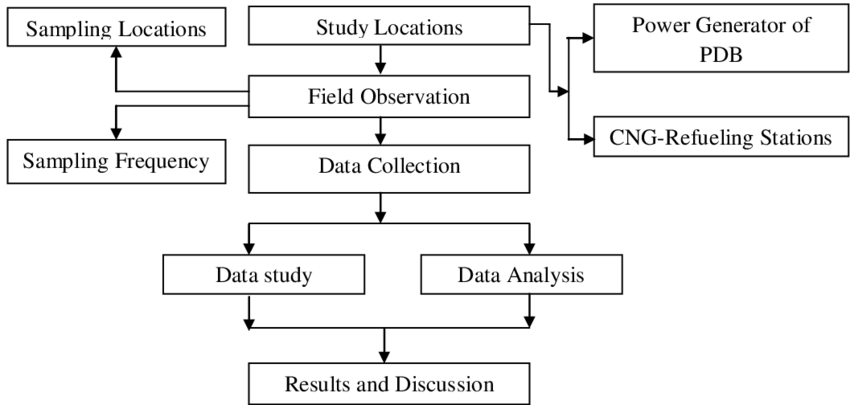 Sampling Locations
Study Locations
Power Generator of
PDB
Field Observation
CNG-Refueling Stations
Sampling Frequency
Data Collection
Data study
Data Analysis
Results and Discussion